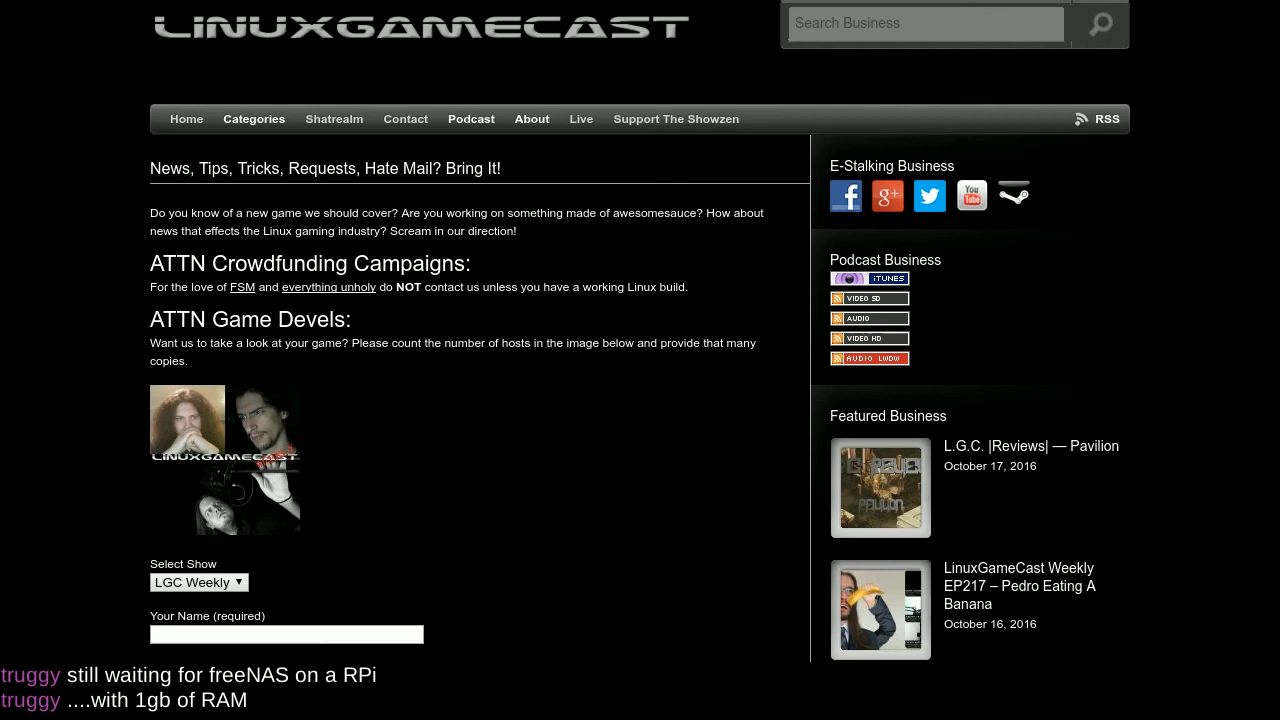 LINUXGAMECAST
Search Business
Home Categories Shatrealm Contact Podcast About Live Support The Showzen RSS
News, Tips, Tricks, Requests, Hate Mail? Bring It!
Do you know of a new game we should cover? Are you working on something made of awesomesauce? How about
news that effects the Linux gaming industry? Scream in our direction!
ATTN Crowdfunding Campaigns:
For the love of FSM and everything unholy do NOT contact us unless you have a working Linux build.
ATTN Game Devels:
Want us to take a look at your game? Please count the number of hosts in the image below and provide that many
copies.
LINUXGAMECAST
Select Show
LGC Weekly
Your Name (required)
E-Stalking Business
You
Tube
Podcast Business
iTUNES
VIDEO SD
AUDIO
VIDEO HD
AUDIO LWDW
Featured Business
L.G.C. |Reviews| — Pavilion
October 17, 2016
PAVILION
LinuxGameCast Weekly
EP217 – Pedro Eating A
Banana
October 16, 2016
truggy still waiting for freeNAS on a RPi
truggy ....with 1gb of RAM